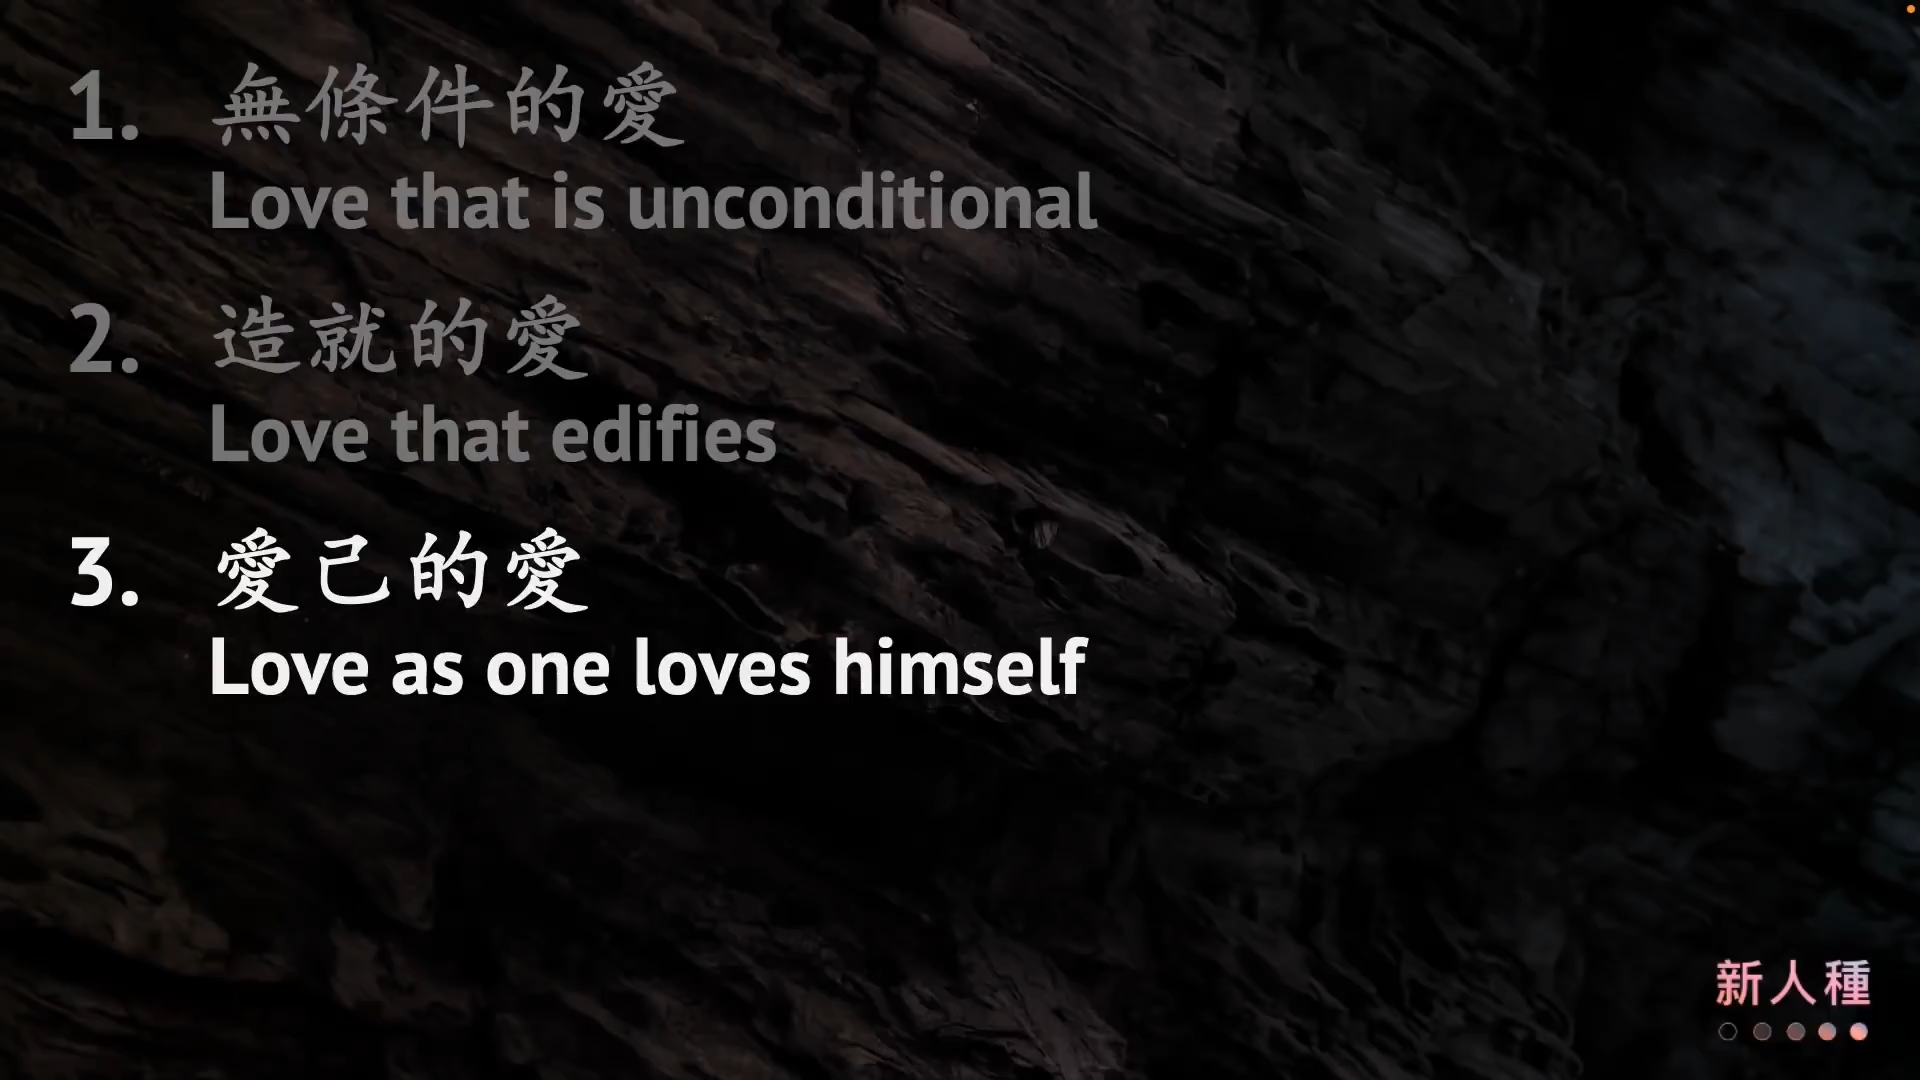 1. 無條件的愛
Love that is unconditional
2. 造就的愛
Love that edifies
3. 愛己的愛
Love as one loves himself
新人種